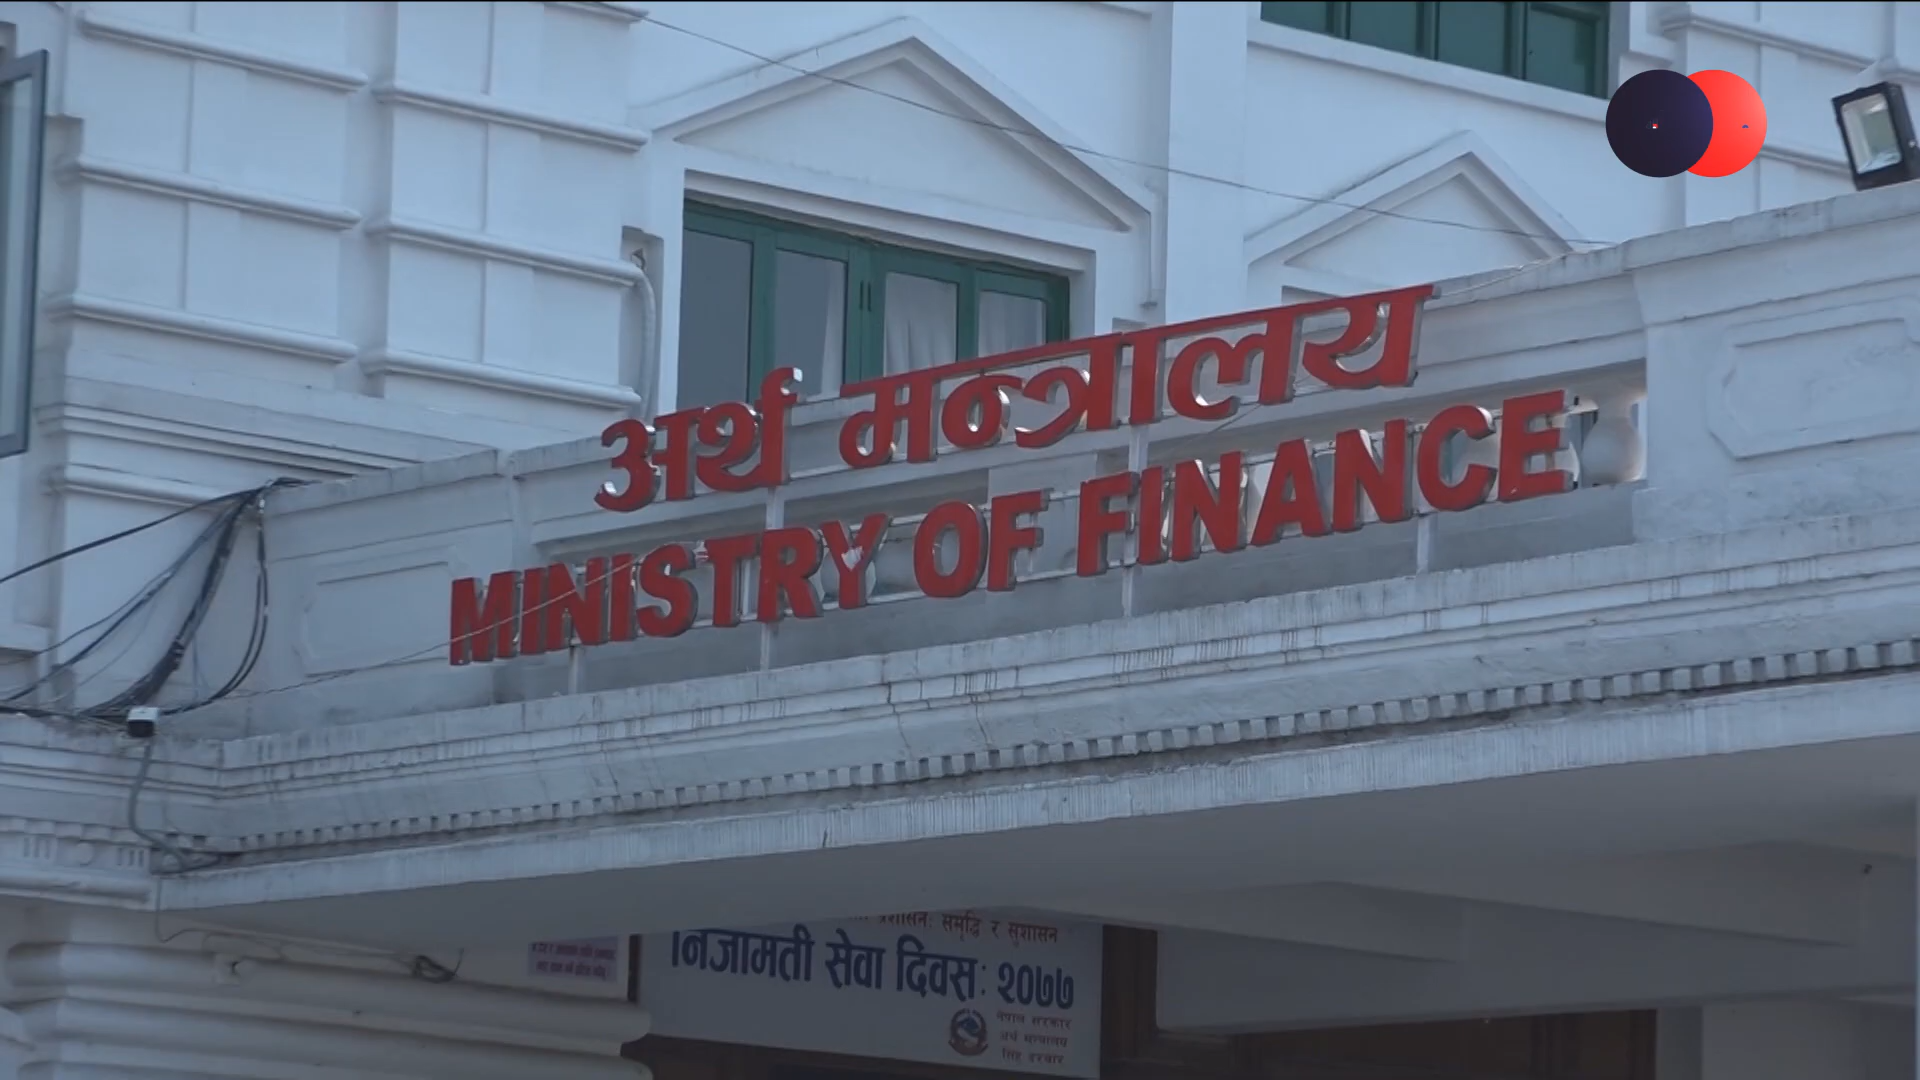 अर्थ मन्त्रालय
MINISTRY OF FINANCE
समृद्धि र सुशासन
निजामती सेवा दिवस: २०७७
नेपाल सरकार
अर्थ मन्त्रालय
सिंह दरबार